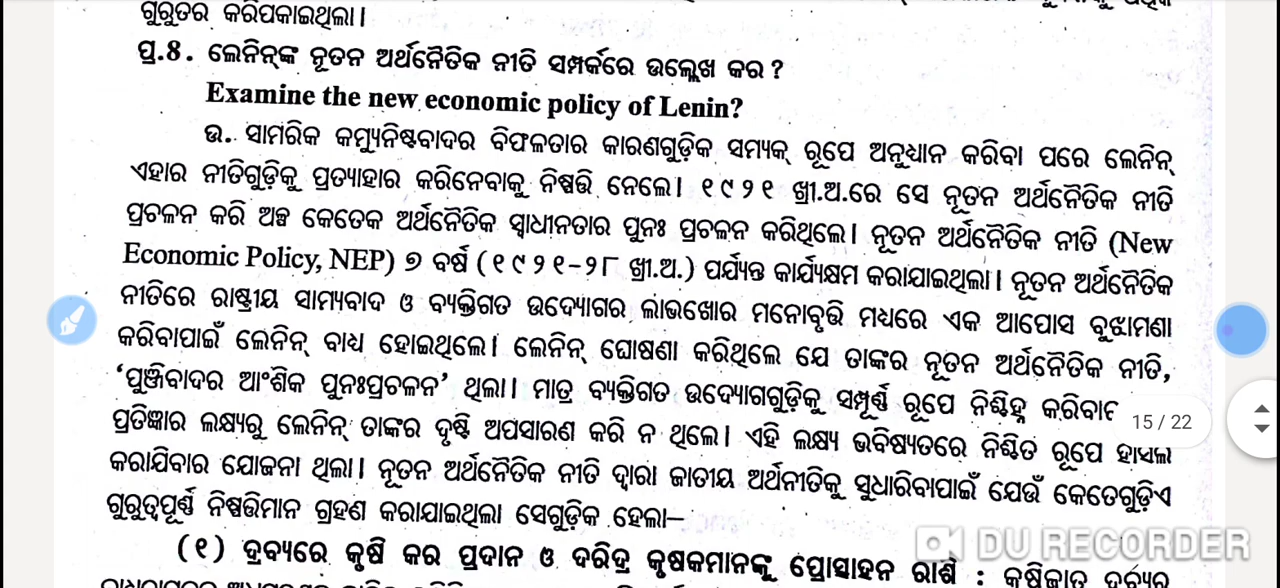 ଗୁରୁତର କରିପକାଇଥିଲା।
ପ୍ର.8. ଲେନିନ୍‌ଙ୍କ ନୂତନ ଅର୍ଥନୈତିକ ନୀତି ସମ୍ପର୍କରେ ଉଲ୍ଲେଖ କର ?
Examine the new economic policy of Lenin?
ଉ. ସାମରିକ କମ୍ୟୁନିଷ୍ଟବାଦର ବିଫଳତାର କାରଣଗୁଡ଼ିକ ସମ୍ୟକ୍ ରୂପେ ଅନୁଧ୍ୟାନ କରିବା ପରେ ଲେନିନ୍
ଏହାର ନୀତିଗୁଡ଼ିକୁ ପ୍ରତ୍ୟାହାର କରିନେବାକୁ ନିଷ୍ପତ୍ତି ନେଲେ। ୧୯୨୧ ଖ୍ରୀ.ଅ.ରେ ସେ ନୂତନ ଅର୍ଥନୈତିକ ନୀତି
ପ୍ରଚଳନ କରି ଅଳ୍ପ କେତେକ ଅର୍ଥନୈତିକ ସ୍ୱାଧୀନତାର ପୁନଃ ପ୍ରଚଳନ କରିଥିଲେ। ନୂତନ ଅର୍ଥନୈତିକ ନୀତି (New
Economic Policy, NEP) ୭ ବର୍ଷ (୧୯୨୧-୨୮ ଖ୍ରୀ.ଅ.) ପର୍ଯ୍ୟନ୍ତ କାର୍ଯ୍ୟକ୍ଷମ କରାଯାଇଥିଲା। ନୂତନ ଅର୍ଥନୈତିକ
ନୀତିରେ ରାଷ୍ଟ୍ରୀୟ ସାମ୍ୟବାଦ ଓ ବ୍ୟକ୍ତିଗତ ଉଦ୍ୟୋଗର ଲାଭଖୋର ମନୋବୃତ୍ତି ମଧ୍ୟରେ ଏକ ଆପୋସ ବୁଝାମଣା
କରିବାପାଇଁ ଲେନିନ୍ ବାଧ୍ୟ ହୋଇଥିଲେ। ଲେନିନ୍ ଘୋଷଣା କରିଥିଲେ ଯେ ତାଙ୍କର ନୂତନ ଅର୍ଥନୈତିକ ନୀତି,
‘ପୁଞ୍ଜିବାଦର ଆଂଶିକ ପୁନଃପ୍ରଚଳନ’ ଥିଲା। ମାତ୍ର ବ୍ୟକ୍ତିଗତ ଉଦ୍ୟୋଗଗୁଡ଼ିକୁ ସମ୍ପୂର୍ଣ୍ଣ ରୂପେ ନିଶ୍ଚିହ୍ନ
15 / 22
ପ୍ରତିଜ୍ଞାର ଲକ୍ଷ୍ୟରୁ ଲେନିନ୍ ତାଙ୍କର ଦୃଷ୍ଟି ଅପସାରଣ କରି ନ ଥିଲେ। ଏହି ଲକ୍ଷ୍ୟ ଭବିଷ୍ୟତରେ ନିଶ୍ଚିତ ରୂପେ ହାସଲ
କରାଯିବାର ଯୋଜନା ଥିଲା। ନୂତନ ଅର୍ଥନୈତିକ ନୀତି ଦ୍ୱାରା ଜାତୀୟ ଅର୍ଥନୀତିକୁ ସୁଧାରିବାପାଇଁ ଯେଉଁ କେତେଗୁଡ଼ିଏ
ଗୁରୁତ୍ୱପୂର୍ଣ୍ଣ ନିଷ୍ପତ୍ତିମାନ ଗ୍ରହଣ କରାଯାଇଥିଲା ସେଗୁଡ଼ିକ ହେଲା—
(୧) ଦ୍ରବ୍ୟରେ କୃଷି କର ପ୍ରଦାନ ଓ ଦରିଦ୍ର କୃଷକମାନଙ୍କୁ ପ୍ରୋତ୍ସାହନ ରାଶି : କୃଷିଜାତ ଦ୍ରବ୍ୟର
DU RECORDER